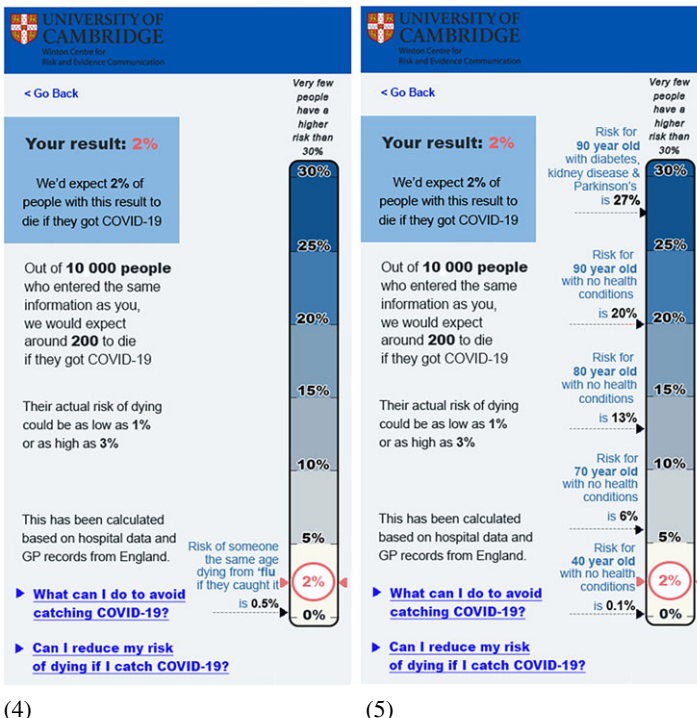 UNIVERSITY OF
CAMBRIDGE
Winton Centre for
Risk and Evidence Communication
< Go Back
Very few
people
have a
higher
risk than
30%
Your result: 2%
We'd expect 2% of
people with this result to
die if they got COVID-19
Out of 10 000 people
who entered the same
information as you,
we would expect
around 200 to die
if they got COVID-19
Their actual risk of dying
could be as low as 1%
or as high as 3%
This has been calculated
based on hospital data and
GP records from England.
What can I do to avoid
catching COVID-19?
Can I reduce my risk
of dying if I catch COVID-19?
30%
25%
20%
15%
10%
5%
2%
0%
Risk of someone
the same age
dying from 'flu
if they caught it
is 0.5%
(4)
UNIVERSITY OF
CAMBRIDGE
Winton Centre for
Risk and Evidence Communication
< Go Back
Very few
people
have a
higher
risk than
30%
Your result: 2%
We'd expect 2% of
people with this result to
die if they got COVID-19
Out of 10 000 people
who entered the same
information as you,
we would expect
around 200 to die
if they got COVID-19
Their actual risk of dying
could be as low as 1%
or as high as 3%
This has been calculated
based on hospital data and
GP records from England.
What can I do to avoid
catching COVID-19?
Can I reduce my risk
of dying if I catch COVID-19?
Risk for
90 year old
with diabetes,
kidney disease &
Parkinson's
is 27%
Risk for
90 year old
with no health
conditions
is 20%
Risk for
80 year old
with no health
conditions
is 13%
Risk for
70 year old
with no health
conditions
is 6%
Risk for
40 year old
with no health
conditions
is 0.1%
30%
25%
20%
15%
10%
5%
2%
0%
(5)